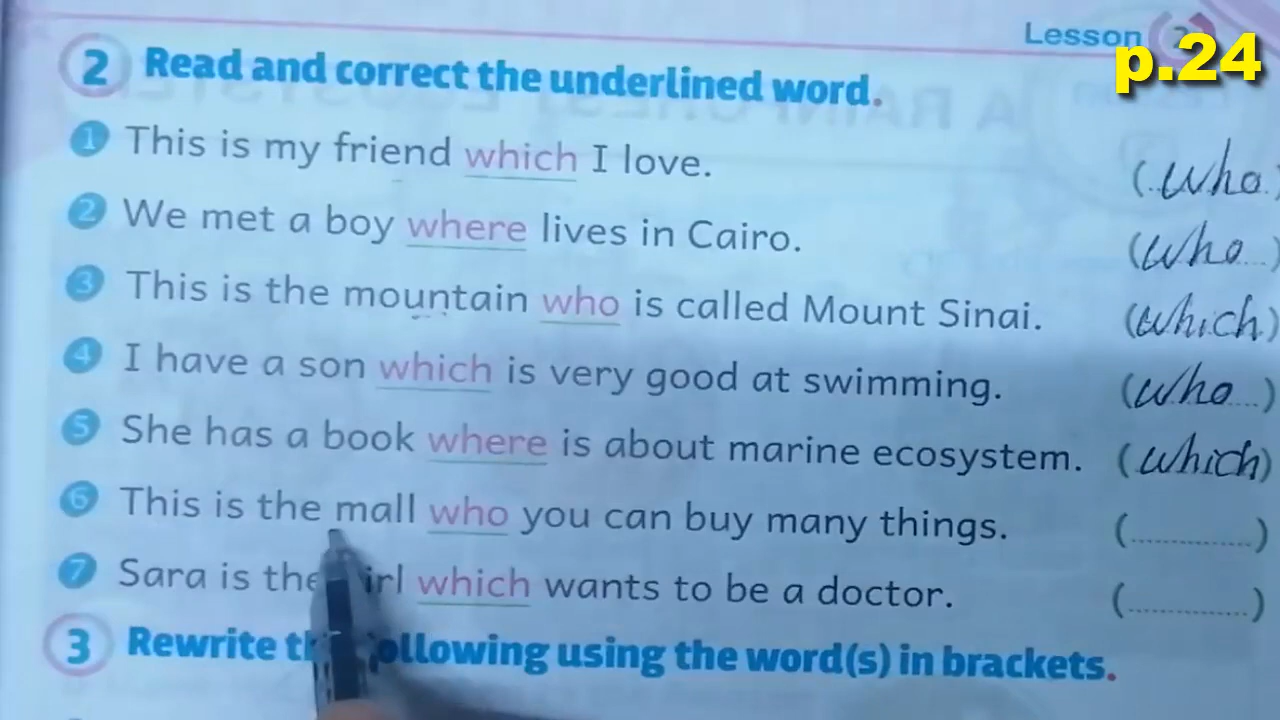 Lesson 2
p.24
2 Read and correct the underlined word.
1 This is my friend which I love. (.who.)
2 We met a boy where lives in Cairo. (who...)
3 This is the mountain who is called Mount Sinai. (which)
4 I have a son which is very good at swimming. (who...)
5 She has a book where is about marine ecosystem. (which)
6 This is the mall who you can buy many things. (..............)
7 Sara is the girl which wants to be a doctor. (..............)
3 Rewrite the following using the word(s) in brackets.